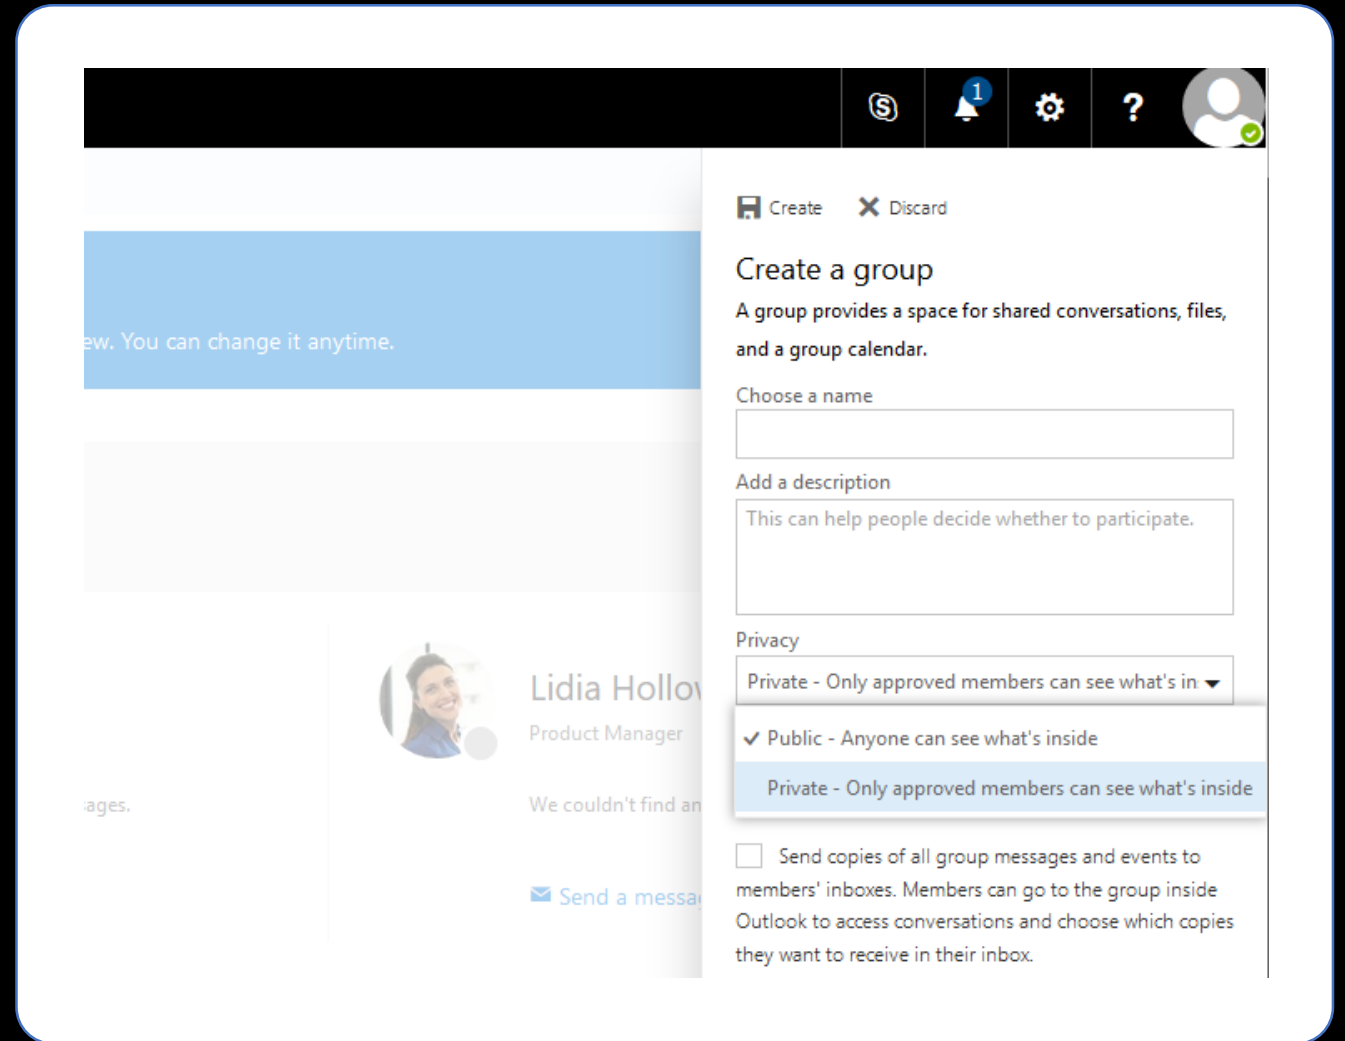 1
Create Discard
Create a group
A group provides a space for shared conversations, files,
and a group calendar.
Choose a name
Add a description
This can help people decide whether to participate.
Privacy
Private - Only approved members can see what's in
Public - Anyone can see what's inside
Private - Only approved members can see what's inside
Send copies of all group messages and events to
members' inboxes. Members can go to the group inside
Outlook to access conversations and choose which copies
they want to receive in their inbox.
You can change it anytime.
Lidia
Product Manager
We couldn't find
Send a